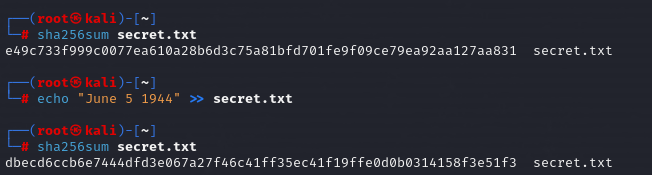 ┌──(root㉿kali)-[~]
└─# sha256sum secret.txt
e49c733f999c0077ea610a28b6d3c75a81bfd701fe9f09ce79ea92aa127aa831  secret.txt
┌──(root㉿kali)-[~]
└─# echo "June 5 1944" >> secret.txt
┌──(root㉿kali)-[~]
└─# sha256sum secret.txt
dbecd6ccb6e7444dfd3e067a27f46c41ff35ec41f19ffe0d0b0314158f3e51f3  secret.txt